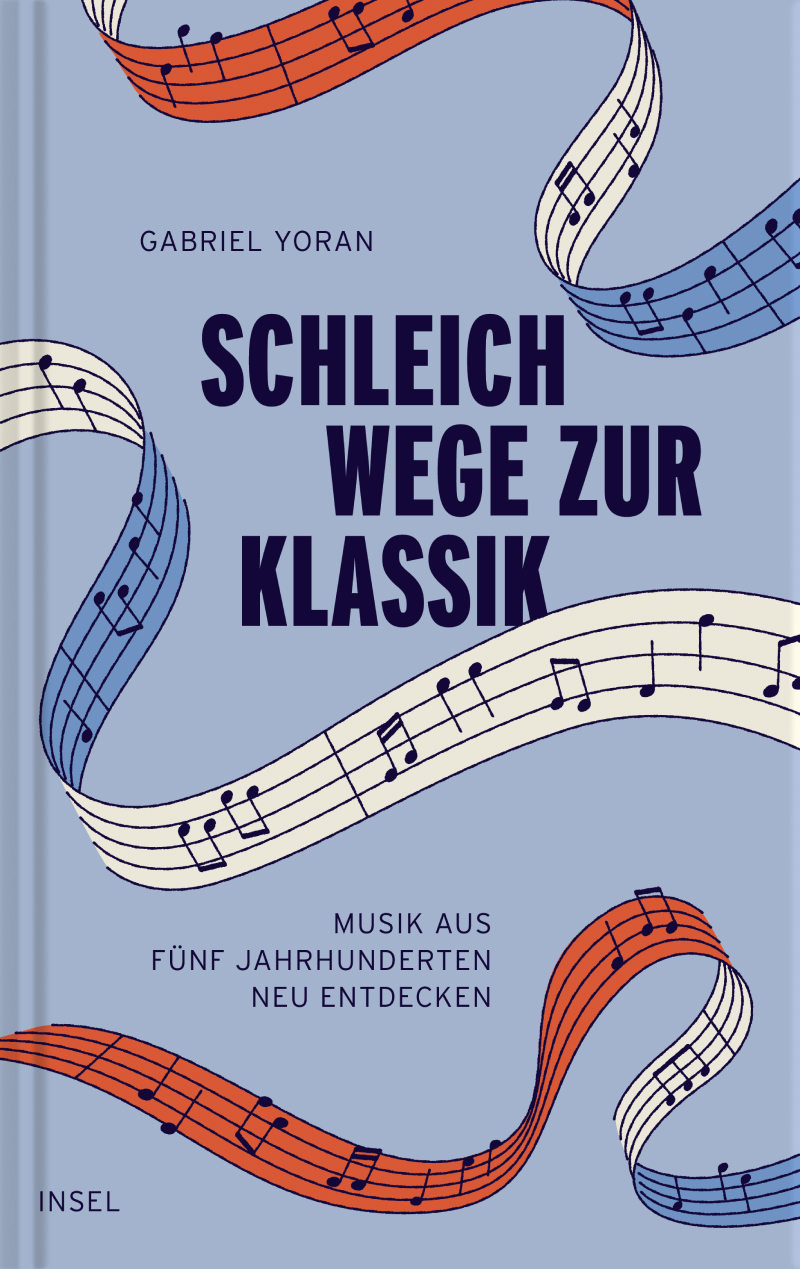 GABRIEL YORAN
SCHLEICH
WEGE ZUR
KLASSIK
MUSIK AUS
FÜNF JAHRHUNDERTEN
NEU ENTDECKEN
INSEL